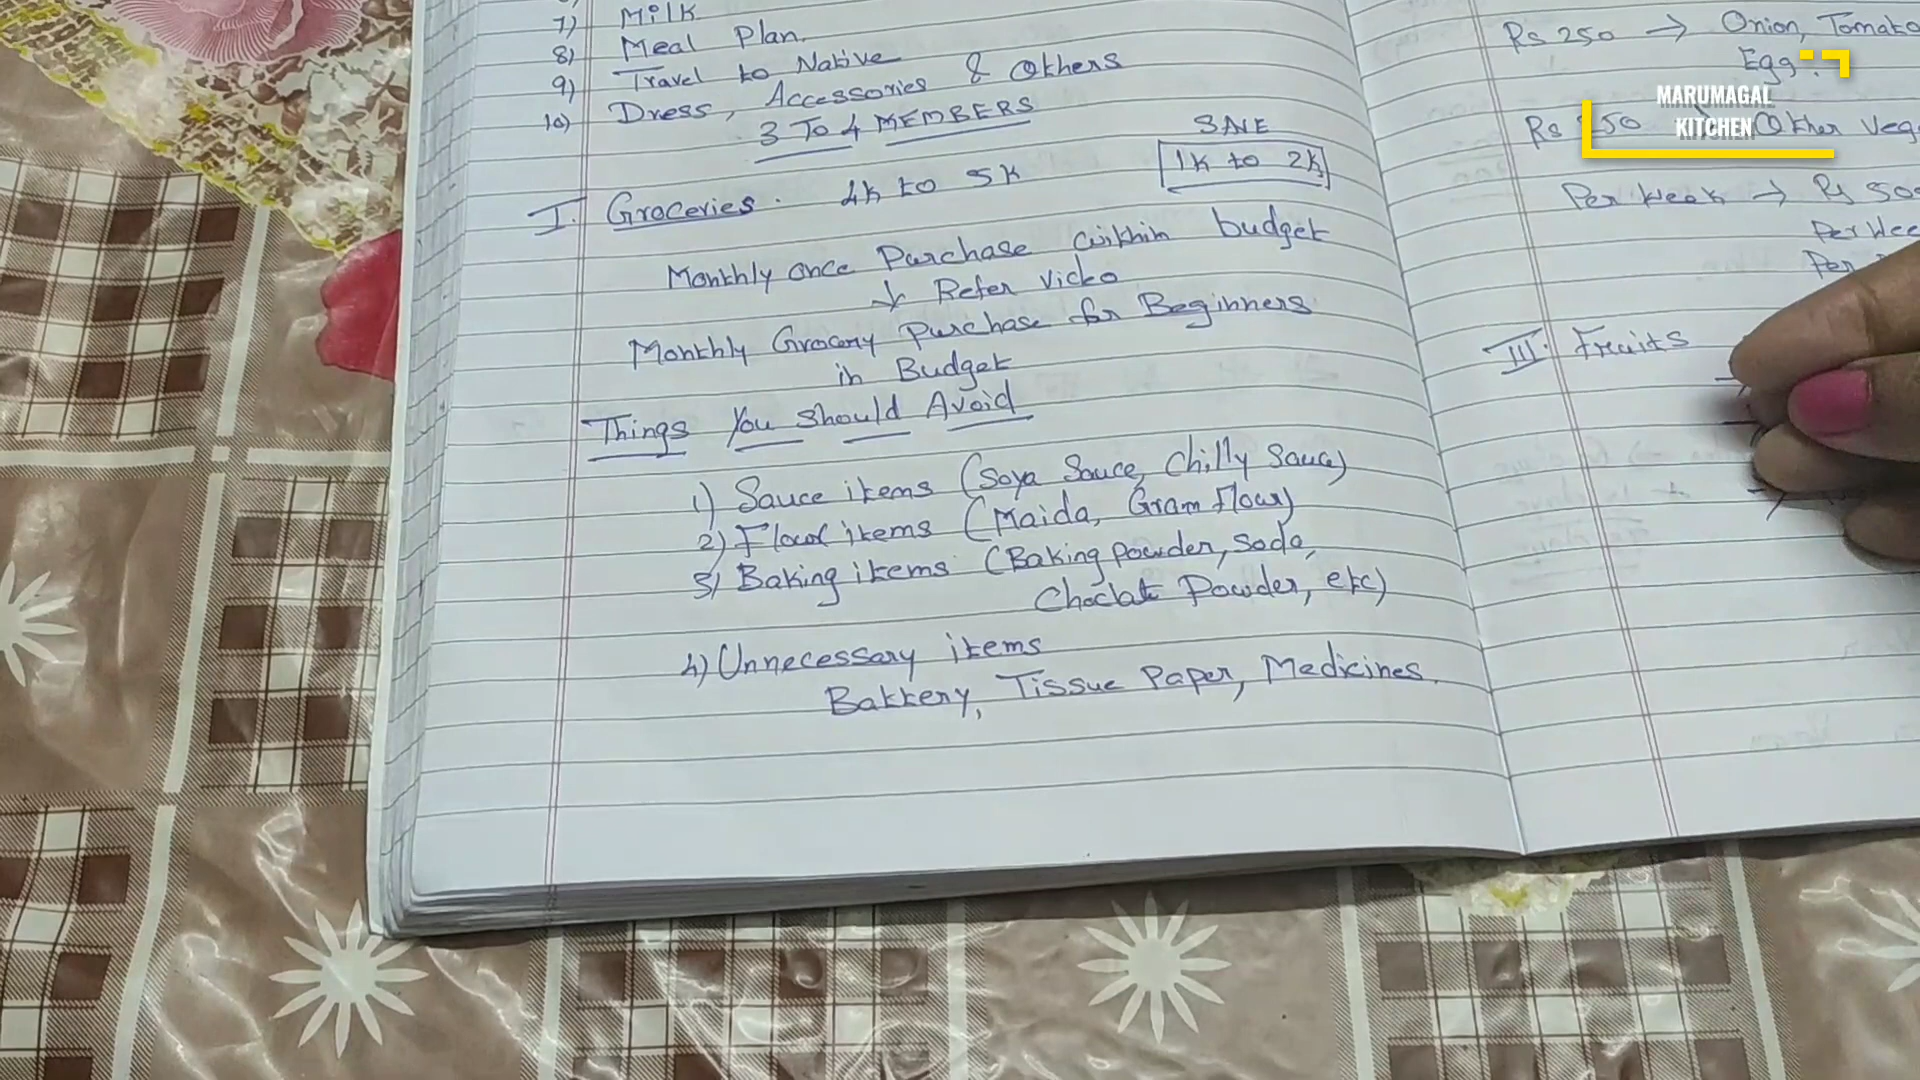 7) Milk
8) Meal Plan.
9) Travel to Native
10) Dress, Accessories & Others
3 To 4 MEMBERS
I. Groceries. 4k to 5k
SAVE
1k to 2k
Monthly once Purchase within budget
↓ Refer Video
Monthly Grocery Purchase for Beginners
in Budget
Things You Should Avoid
1) Sauce items (Soya Sauce, Chilly Sauce)
2) Flour items (Maida, Gram flour)
3) Baking items (Baking Powder, Soda,
Choclate Powder, etc)
4) Unnecessary items
Bakkery, Tissue Paper, Medicines.
Rs 250 → Onion, Tomato
Egg
Rs 250 Other Veg
Per Week → Rs 500
Per Wee
Per
III. Fruits
MARUMAGAL
KITCHEN